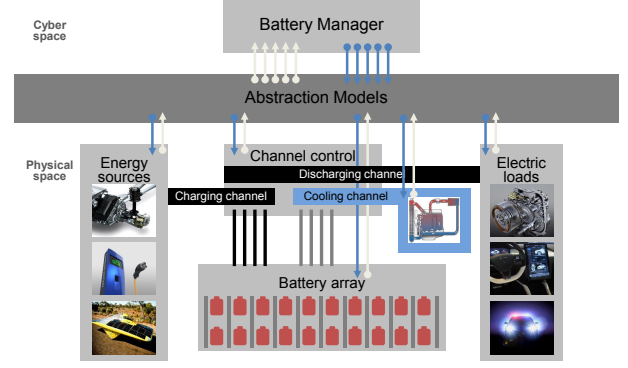 Cyber
space
Battery Manager
Abstraction Models
Physical
space
Energy
sources
Channel control
Discharging channel
Charging channel
Cooling channel
Electric
loads
Battery array